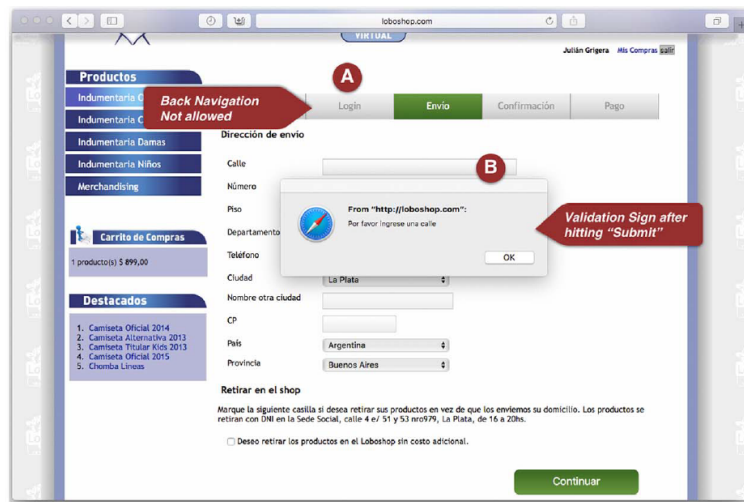 loboshop.com
VIRTUAL
Julián Grigera Mis Compras salir
Productos
Indumentaria
Indumentaria
Indumentaria Damas
Indumentaria Niños
Merchandising
A
Back Navigation
Not allowed
Login
Envio
Confirmación
Pago
Dirección de envío
Calle
Número
Piso
Departamento
Teléfono
Ciudad
La Plata
Nombre otra ciudad
CP
País
Argentina
Provincia
Buenos Aires
B
From "http://loboshop.com":
Por favor ingrese una calle
OK
Validation Sign after
hitting "Submit"
Carrito de Compras
1 producto(s) $ 899,00
Destacados
1. Camiseta Oficial 2014
2. Camiseta Alternativa 2013
3. Camiseta Titular Kids 2013
4. Camiseta Oficial 2015
5. Chomba Lineas
Retirar en el shop
Marque la siguiente casilla si desea retirar sus productos en vez de que los enviemos su domicilio. Los productos se
retiran con DNI en la Sede Social, calle 4 e/ 51 y 53 nro979, La Plata, de 16 a 20hs.
Deseo retirar los productos en el Loboshop sin costo adicional.
Continuar